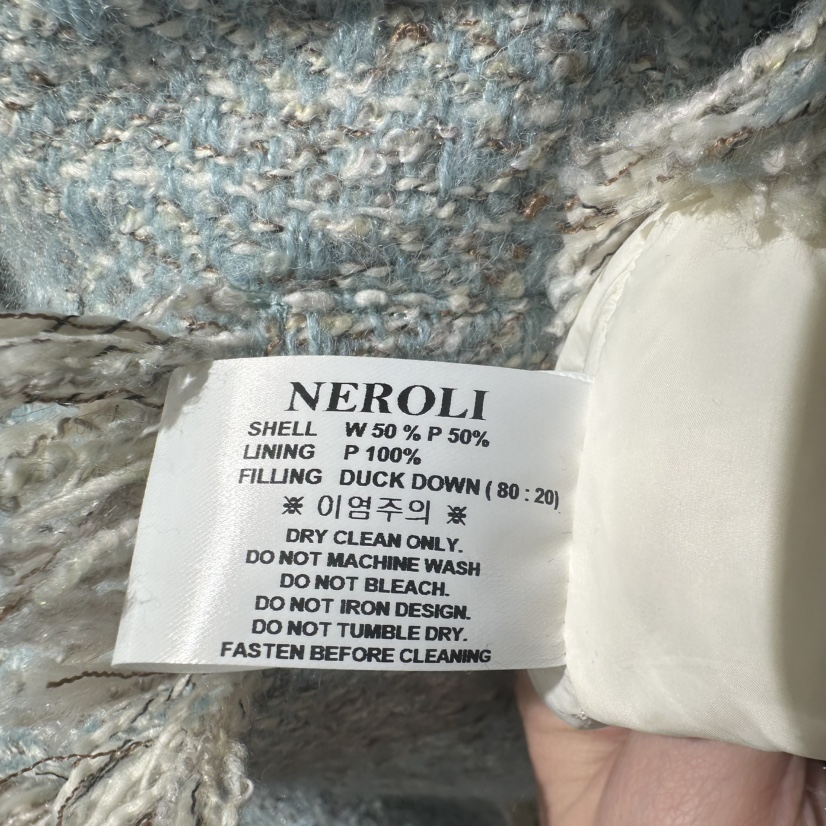 NEROLI
SHELL W 50 % P 50%
LINING P 100%
FILLING DUCK DOWN ( 80 : 20)
※ 이염주의 ※
DRY CLEAN ONLY.
DO NOT MACHINE WASH
DO NOT BLEACH.
DO NOT IRON DESIGN.
DO NOT TUMBLE DRY.
FASTEN BEFORE CLEANING